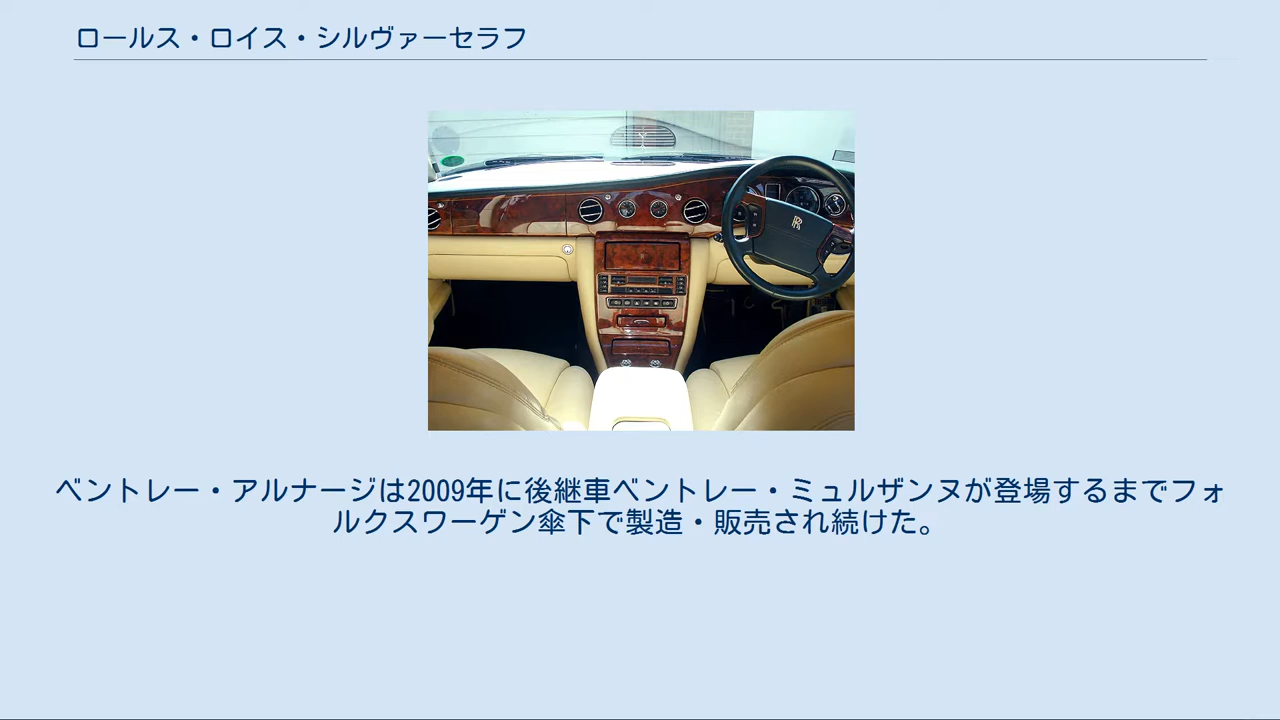 ロールス・ロイス・シルヴァーセラフ
ベントレー・アルナージは2009年に後継車ベントレー・ミュルザンヌが登場するまでフォ
ルクスワーゲン傘下で製造・販売され続けた。